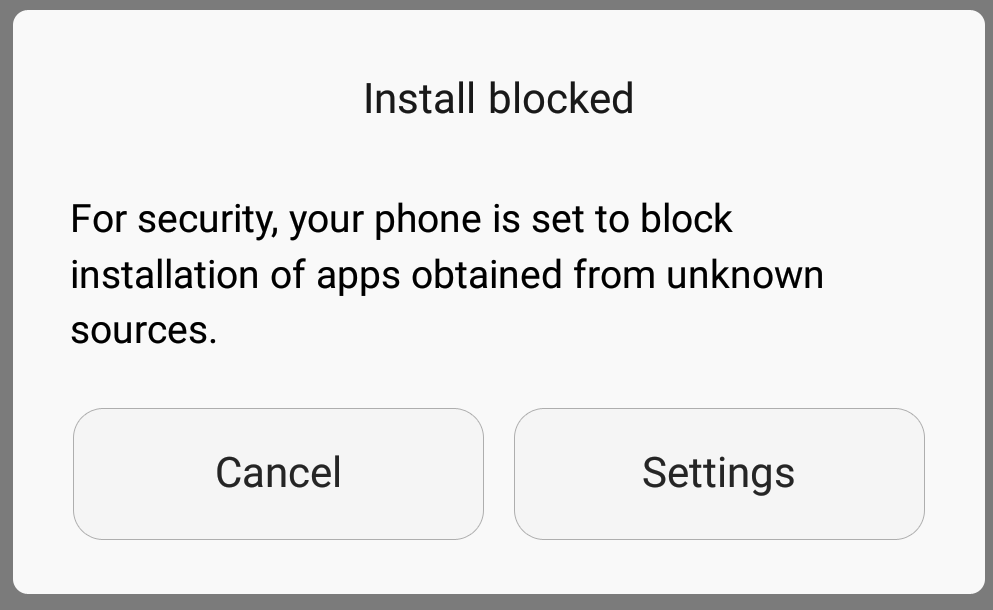 Install blocked
For security, your phone is set to block
installation of apps obtained from unknown
sources.
Cancel
Settings